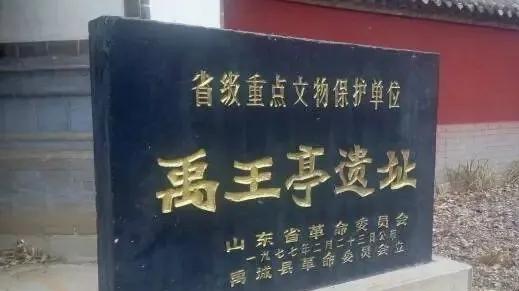 省级重点文物保护单位
禹王亭遗址
山东省革命委员会
一九七七年二月二十三日公布
禹城县革命委员会立